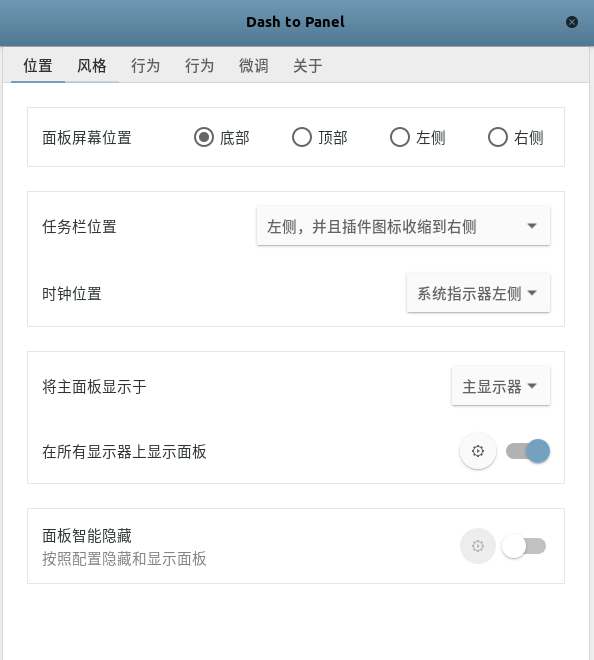 Dash to Panel
位置 风格 行为 行为 微调 关于
面板屏幕位置 底部 顶部 左侧 右侧
任务栏位置 左侧，并且插件图标收缩到右侧
时钟位置 系统指示器左侧
将主面板显示于 主显示器
在所有显示器上显示面板
面板智能隐藏
按照配置隐藏和显示面板